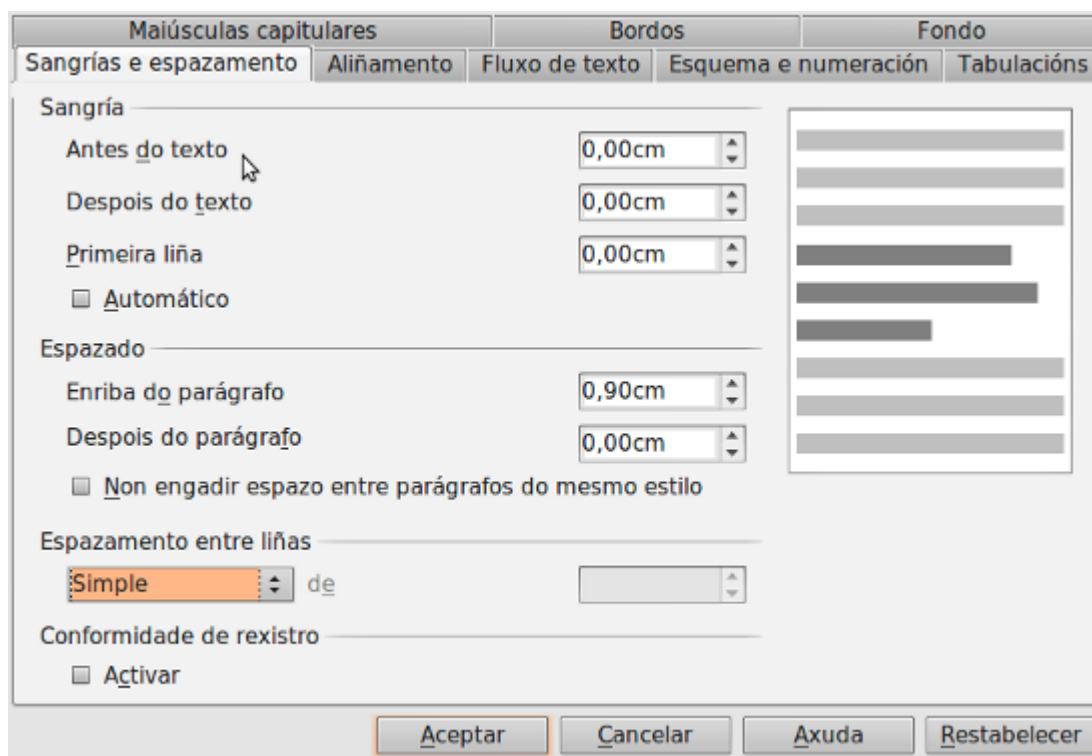 Maiúsculas capitulares Bordos Fondo
Sangrías e espazamento Aliñamento Fluxo de texto Esquema e numeración Tabulacións
Sangría
Antes do texto 0,00cm
Despois do texto 0,00cm
Primeira liña 0,00cm
Automático
Espazado
Enriba do parágrafo 0,90cm
Despois do parágrafo 0,00cm
Non engadir espazo entre parágrafos do mesmo estilo
Espazamento entre liñas
Simple de
Conformidade de rexistro
Activar
Aceptar Cancelar Axuda Restabelecer